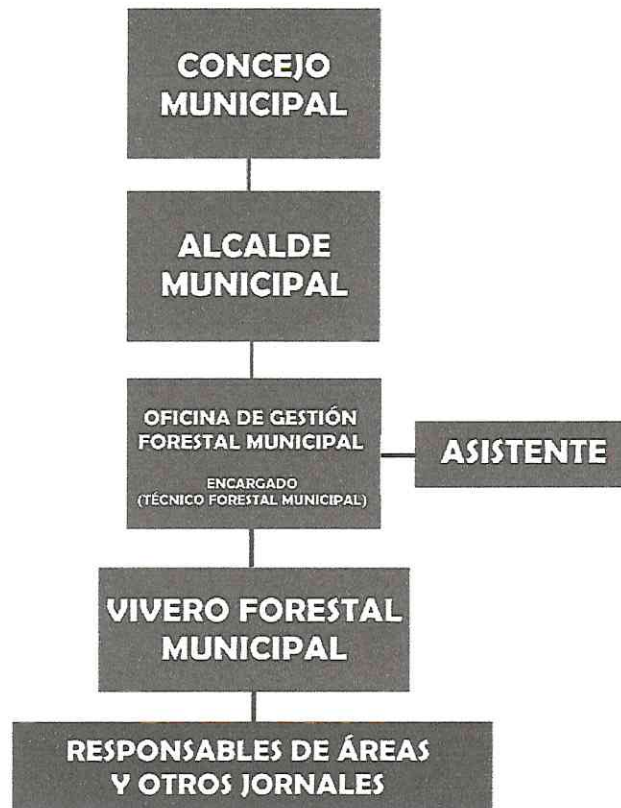 CONCEJO
MUNICIPAL
ALCALDE
MUNICIPAL
OFICINA DE GESTIÓN
FORESTAL MUNICIPAL
ENCARGADO
(TÉCNICO FORESTAL MUNICIPAL)
ASISTENTE
VIVERO FORESTAL
MUNICIPAL
RESPONSABLES DE ÁREAS
Y OTROS JORNALES